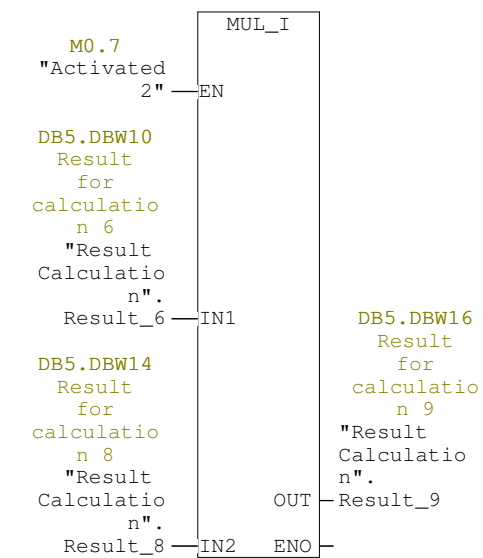 MUL_I
M0.7
"Activated
2"
EN
DB5.DBW10
Result
for
calculatio
n 6
"Result
Calculatio
n".
Result_6
IN1
DB5.DBW14
Result
for
calculatio
n 8
"Result
Calculatio
n".
Result_8
IN2
DB5.DBW16
Result
for
calculatio
n 9
"Result
Calculatio
n".
OUT
Result_9
ENO